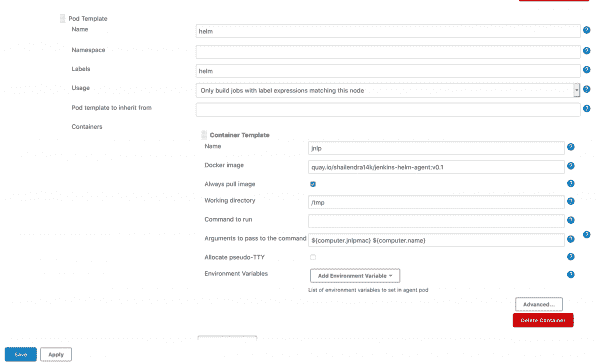 Pod Template
Name
helm
Namespace
Labels
helm
Usage
Only build jobs with label expressions matching this node
Pod template to inherit from
Containers
Container Template
Name
jnlp
Docker image
quay.io/shailendra14k/jenkins-helm-agent:v0.1
Always pull image
Working directory
/tmp
Command to run
Arguments to pass to the command
${computer.jnlpmac} ${computer.name}
Allocate pseudo-TTY
Environment Variables
Add Environment Variable
List of environment variables to set in agent pod
Advanced...
Delete Container
Save
Apply